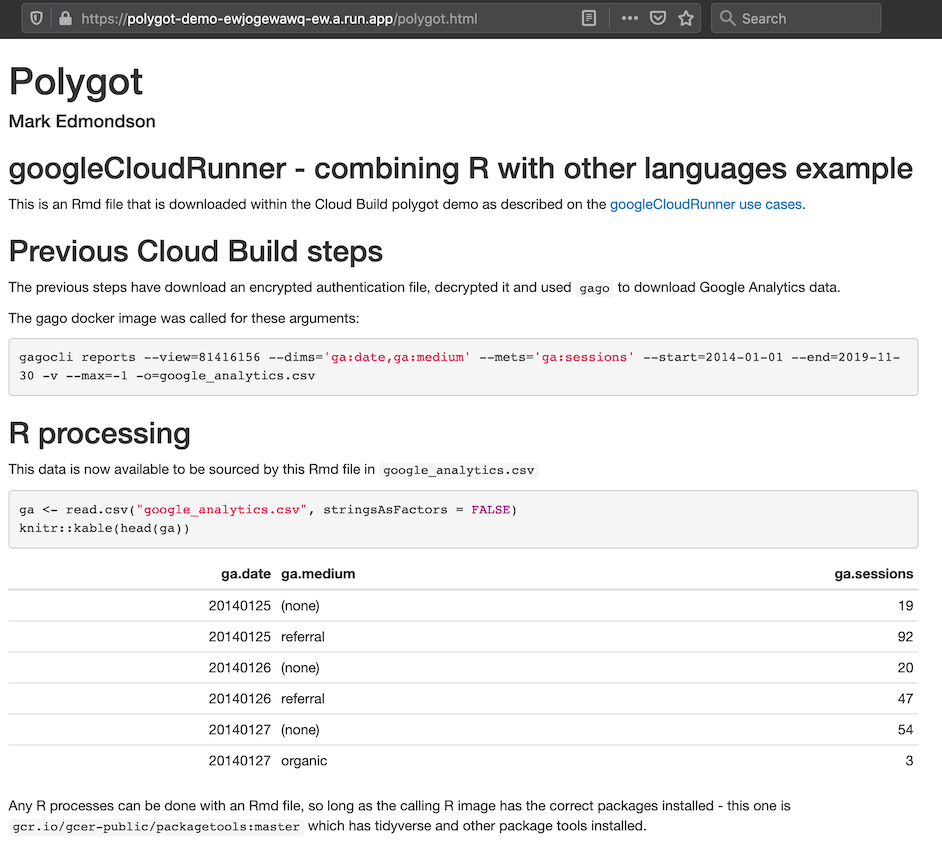 https://polygot-demo-ewjogewawq-ew.a.run.app/polygot.html
Search
Polygot
Mark Edmondson
googleCloudRunner - combining R with other languages example
This is an Rmd file that is downloaded within the Cloud Build polygot demo as described on the googleCloudRunner use cases.
Previous Cloud Build steps
The previous steps have download an encrypted authentication file, decrypted it and used gago to download Google Analytics data.
The gago docker image was called for these arguments:
gagocli reports --view=81416156 --dims='ga:date,ga:medium' --mets='ga:sessions' --start=2014-01-01 --end=2019-11-
30 -v --max=-1 -o=google_analytics.csv
R processing
This data is now available to be sourced by this Rmd file in google_analytics.csv
ga <- read.csv("google_analytics.csv", stringsAsFactors = FALSE)
knitr::kable(head(ga))
ga.date ga.medium ga.sessions
20140125 (none) 19
20140125 referral 92
20140126 (none) 20
20140126 referral 47
20140127 (none) 54
20140127 organic 3
Any R processes can be done with an Rmd file, so long as the calling R image has the correct packages installed - this one is
gcr.io/gcer-public/packagetools:master which has tidyverse and other package tools installed.